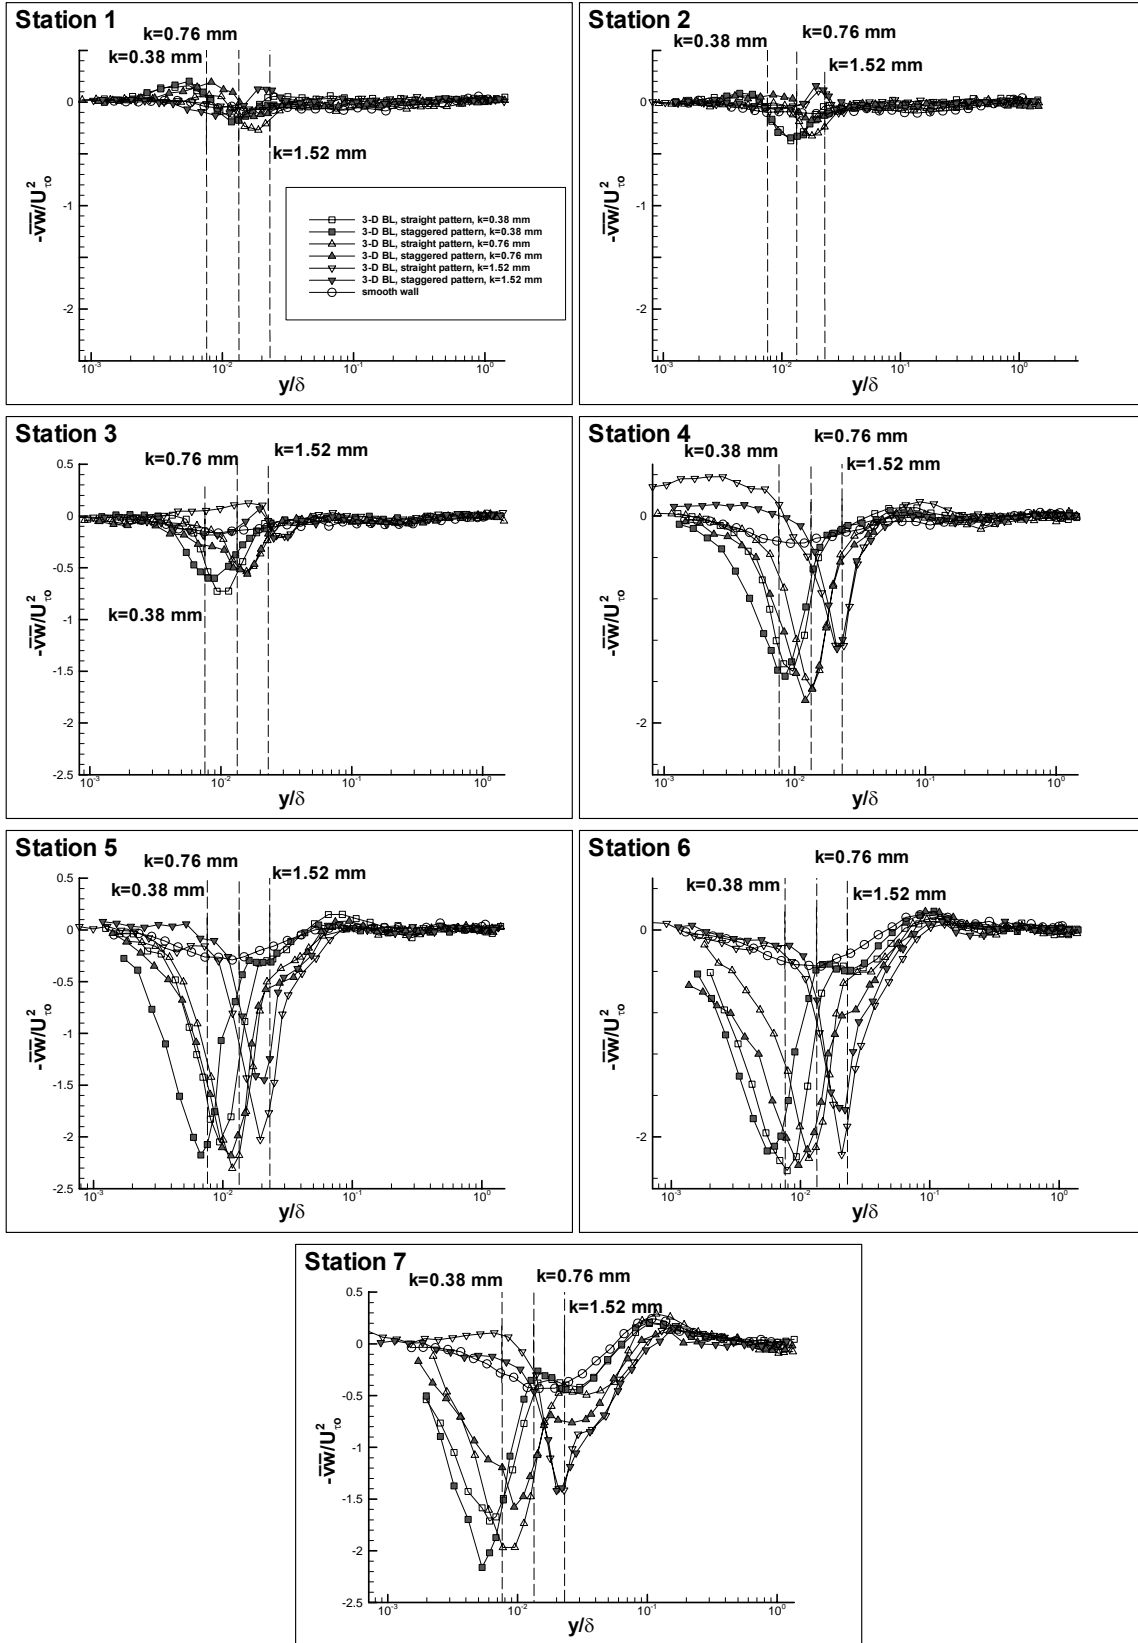 Station 1
k=0.76 mm
k=0.38 mm
k=1.52 mm
0
-1
-2
10-3
10-2
10-1
100
y/δ
-vw/U2τo
3-D BL, straight pattern, k=0.38 mm
3-D BL, staggered pattern, k=0.38 mm
3-D BL, straight pattern, k=0.76 mm
3-D BL, staggered pattern, k=0.76 mm
3-D BL, straight pattern, k=1.52 mm
3-D BL, staggered pattern, k=1.52 mm
smooth wall
Station 2
k=0.76 mm
k=0.38 mm
k=1.52 mm
0
-1
-2
10-3
10-2
10-1
100
y/δ
-vw/U2τo
Station 3
k=0.76 mm
k=1.52 mm
k=0.38 mm
0.5
0
-0.5
-1
-1.5
-2
-2.5
10-3
10-2
10-1
100
y/δ
-vw/U2τo
Station 4
k=0.76 mm
k=0.38 mm
k=1.52 mm
0
-2
10-3
10-2
10-1
100
y/δ
-vw/U2τo
Station 5
k=0.76 mm
k=0.38 mm
k=1.52 mm
0.5
0
-0.5
-1
-1.5
-2
-2.5
10-3
10-2
10-1
100
y/δ
-vw/U2τo
Station 6
k=0.76 mm
k=0.38 mm
k=1.52 mm
0
-2
10-3
10-2
10-1
100
y/δ
-vw/U2τo
Station 7
k=0.38 mm
k=0.76 mm
k=1.52 mm
0.5
0
-0.5
-1
-1.5
-2
-2.5
10-3
10-2
10-1
100
y/δ
-vw/U2τo